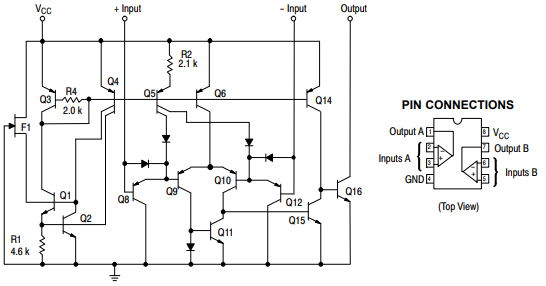 VCC + Input - Input Output
R2
2.1 k
Q4
R4
Q3
2.0 k
Q5
Q6
Q14
F1
Q1
Q2
Q8
Q9
Q10
Q12
Q16
Q15
Q11
R1
4.6 k
PIN CONNECTIONS
Output A 1 8 VCC
2 7 Output B
Inputs A
3 6
Inputs B
GND 4 5
- +
- +
(Top View)